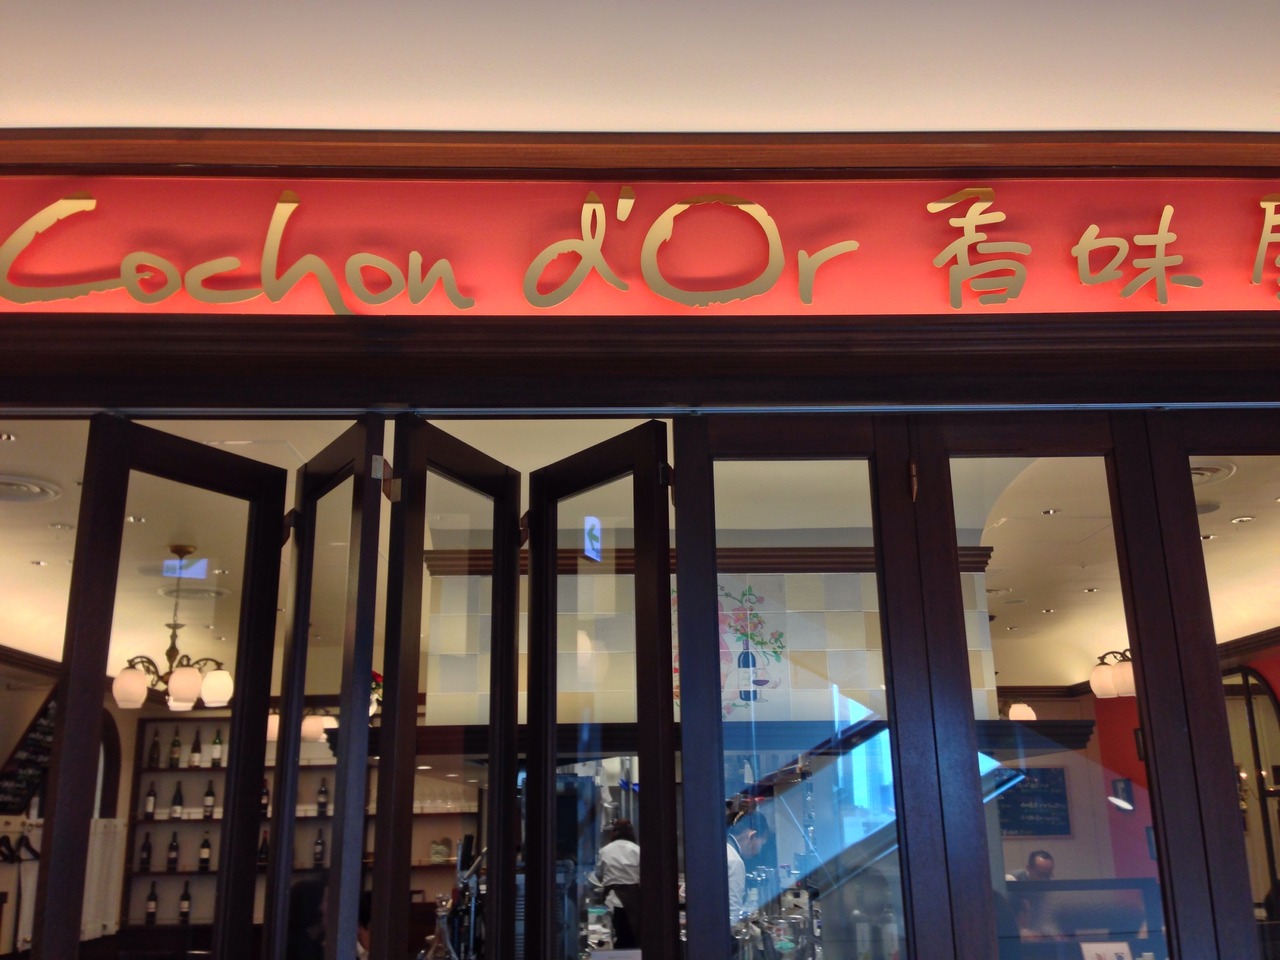 Cochon d'Or 香味